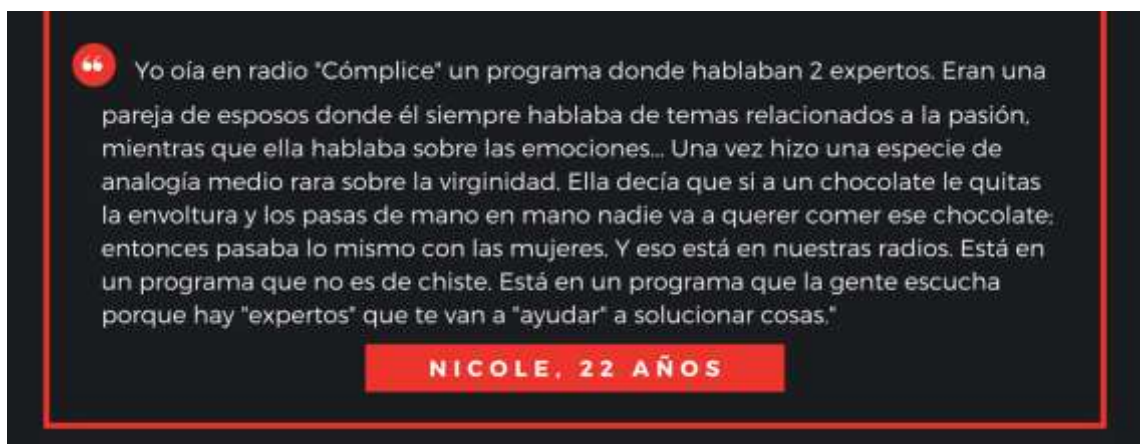 ❝ Yo oía en radio "Cómplice" un programa donde hablaban 2 expertos. Eran una
pareja de esposos donde él siempre hablaba de temas relacionados a la pasión,
mientras que ella hablaba sobre las emociones... Una vez hizo una especie de
analogía medio rara sobre la virginidad. Ella decía que si a un chocolate le quitas
la envoltura y los pasas de mano en mano nadie va a querer comer ese chocolate;
entonces pasaba lo mismo con las mujeres. Y eso está en nuestras radios. Está en
un programa que no es de chiste. Está en un programa que la gente escucha
porque hay "expertos" que te van a "ayudar" a solucionar cosas."
NICOLE, 22 AÑOS